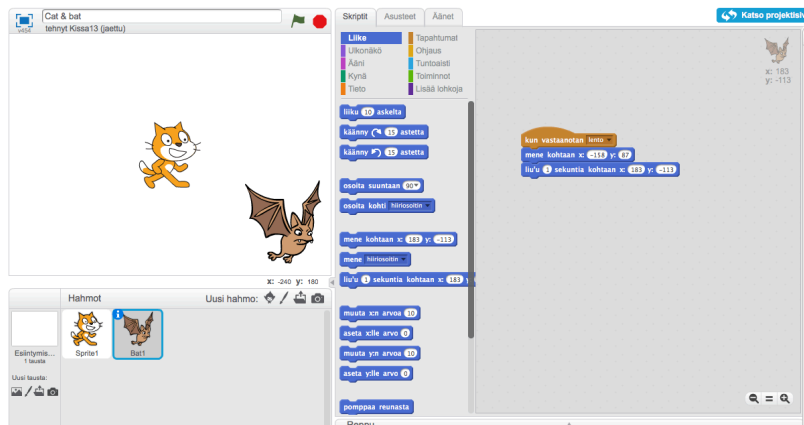 Cat & bat
tehnyt Kissa13 (jaettu)
v454
Skriptit
Asusteet
Äänet
Katso projektisiv
Liike
Ulkonäkö
Ääni
Kynä
Tieto
Tapahtumat
Ohjaus
Tuntoaisti
Toiminnot
Lisää lohkoja
liiku 10 askelta
käänny 15 astetta
käänny 15 astetta
osoita suuntaan 90
osoita kohti hiiriosoitin
mene kohtaan x: 183 y: -113
mene hiiriosoitin
liu'u 1 sekuntia kohtaan x: 183
muuta x:n arvoa 10
aseta x:lle arvo 0
muuta y:n arvoa 10
aseta y:lle arvo 0
pomppaa reunasta
Reppu
x: 183
y: -113
kun vastaanotan lento
mene kohtaan x: -158 y: 87
liu'u 1 sekuntia kohtaan x: 183 y: -113
x: -240 y: 180
Hahmot
Uusi hahmo:
Esiintymis...
1 tausta
Uusi tausta:
Sprite1
Bat1